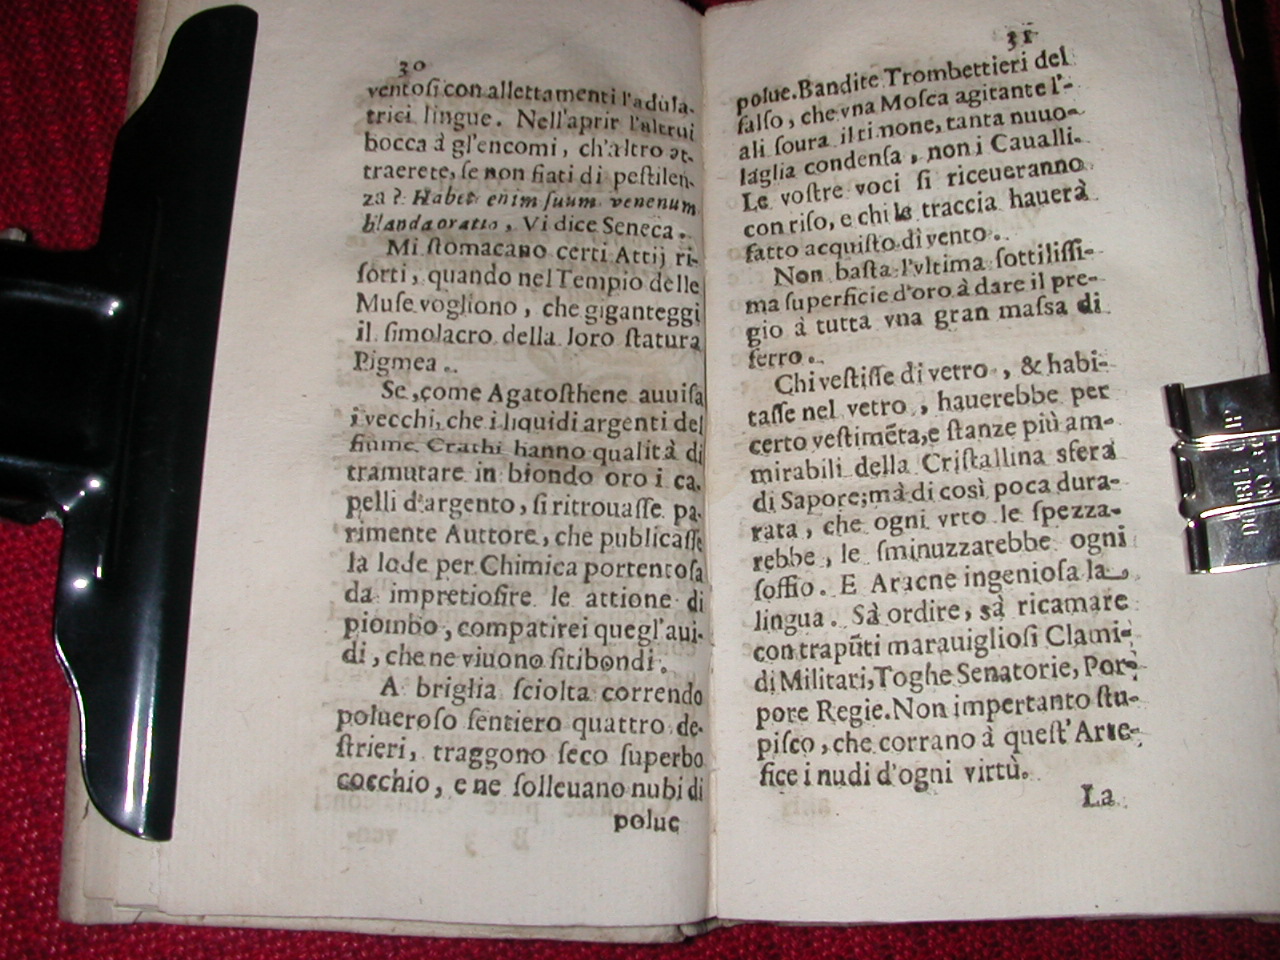 30
ventoſi con allettamenti l'adula-
trici lingue. Nell'aprir l'altrui
bocca à gl'encomi, ch'altro at-
traerete, ſe non fiati di peſtilen-
za? Habet enim ſuum venenum
blanda oratio, Vi dice Seneca.
Mi ſtomacano certi Attij ri-
ſorti, quando nel Tempio delle
Muſe vogliono, che giganteggi
il ſimolacro della loro ſtatura
Pigmea.
Se, come Agatoſthene auuiſa
i vecchi, che i liquidi argenti del
fiume Crathi hanno qualità di
tramutare in biondo oro i ca-
pelli d'argento, ſi ritrouaſſe pa-
rimente Auttore, che publicaſſe
la lode per Chimica portentoſa
da impretioſire le attione di
piombo, compatirei quegl'aui-
di, che ne viuono ſitibondi.
A briglia ſciolta correndo
polueroſo ſentiero quattro de-
ſtrieri, traggono ſeco ſuperbo
cocchio, e ne ſolleuano nubi di
polue
31
polue. Bandite Trombettieri del
falſo, che vna Moſca agitante l'-
ali ſoura il timone, tanta nuuo-
laglia condenſa, non i Caualli.
Le voſtre voci ſi riceueranno
con riſo, e chi le traccia hauerà
fatto acquiſto di vento.
Non baſta l'vltima ſottiliſſi-
ma ſuperficie d'oro à dare il pre-
gio à tutta vna gran maſsa di
ferro.
Chi veſtiſſe di vetro, & habi-
taſſe nel vetro, hauerebbe per
certo veſtimẽta, e ſtanze più am-
mirabili della Criſtallina sfera
di Sapore; mà di così poca dura-
rata, che ogni vrto le ſpezza-
rebbe, le ſminuzzarebbe ogni
ſoffio. E Aracne ingenioſa la
lingua. Sà ordire, sà ricamare
con trapũti marauiglioſi Clami-
di Militari, Toghe Senatorie, Por-
pore Regie. Non impertanto ſtu-
piſco, che corrano à queſt'Arte-
fice i nudi d'ogni virtù.
La